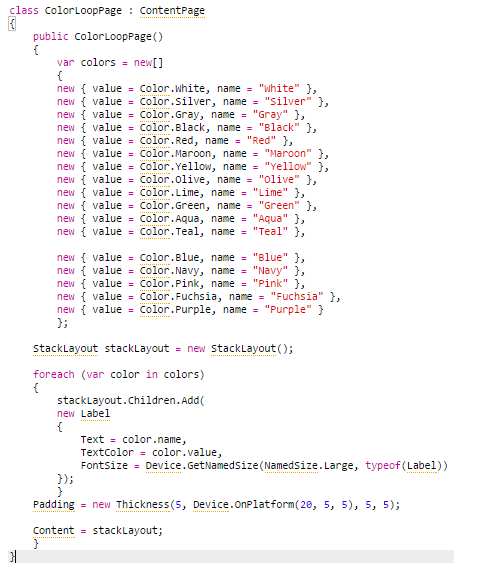 class ColorLoopPage : ContentPage
{
    public ColorLoopPage()
    {
        var colors = new[]
        {
        new { value = Color.White, name = "White" },
        new { value = Color.Silver, name = "Silver" },
        new { value = Color.Gray, name = "Gray" },
        new { value = Color.Black, name = "Black" },
        new { value = Color.Red, name = "Red" },
        new { value = Color.Maroon, name = "Maroon" },
        new { value = Color.Yellow, name = "Yellow" },
        new { value = Color.Olive, name = "Olive" },
        new { value = Color.Lime, name = "Lime" },
        new { value = Color.Green, name = "Green" },
        new { value = Color.Aqua, name = "Aqua" },
        new { value = Color.Teal, name = "Teal" },

        new { value = Color.Blue, name = "Blue" },
        new { value = Color.Navy, name = "Navy" },
        new { value = Color.Pink, name = "Pink" },
        new { value = Color.Fuchsia, name = "Fuchsia" },
        new { value = Color.Purple, name = "Purple" }
        };

    StackLayout stackLayout = new StackLayout();

    foreach (var color in colors)
    {
        stackLayout.Children.Add(
        new Label
        {
            Text = color.name,
            TextColor = color.value,
            FontSize = Device.GetNamedSize(NamedSize.Large, typeof(Label))
        });
        }
    Padding = new Thickness(5, Device.OnPlatform(20, 5, 5), 5, 5);

    Content = stackLayout;
    }
}